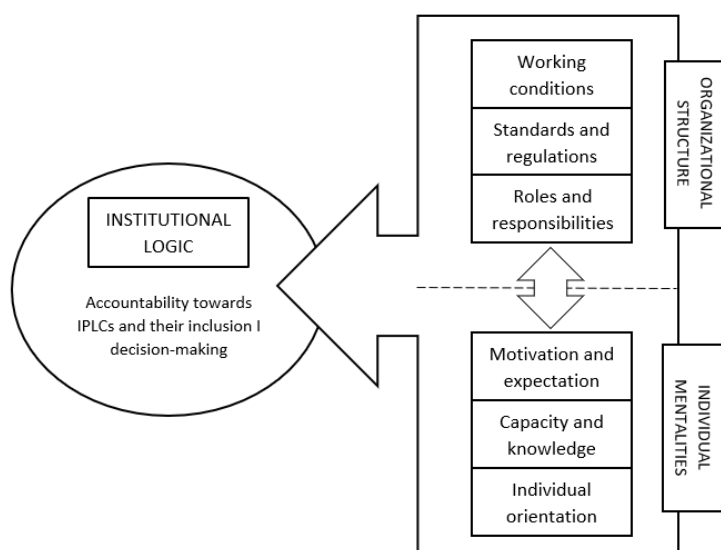 INSTITUTIONAL
LOGIC
Accountability towards
IPLCs and their inclusion I
decision-making
Working
conditions
Standards and
regulations
Roles and
responsibilities
ORGANIZATIONAL
STRUCTURE
Motivation and
expectation
Capacity and
knowledge
Individual
orientation
INDIVIDUAL
MENTALITIES